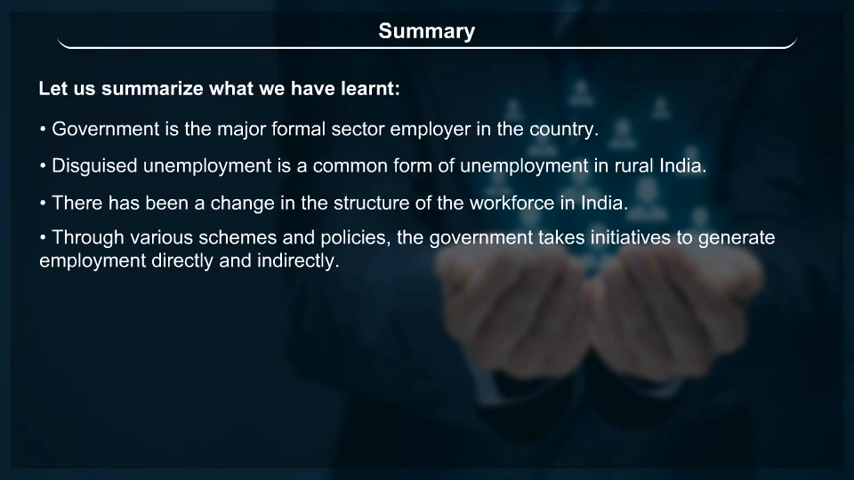 Summary
Let us summarize what we have learnt:
• Government is the major formal sector employer in the country.
• Disguised unemployment is a common form of unemployment in rural India.
• There has been a change in the structure of the workforce in India.
• Through various schemes and policies, the government takes initiatives to generate
employment directly and indirectly.